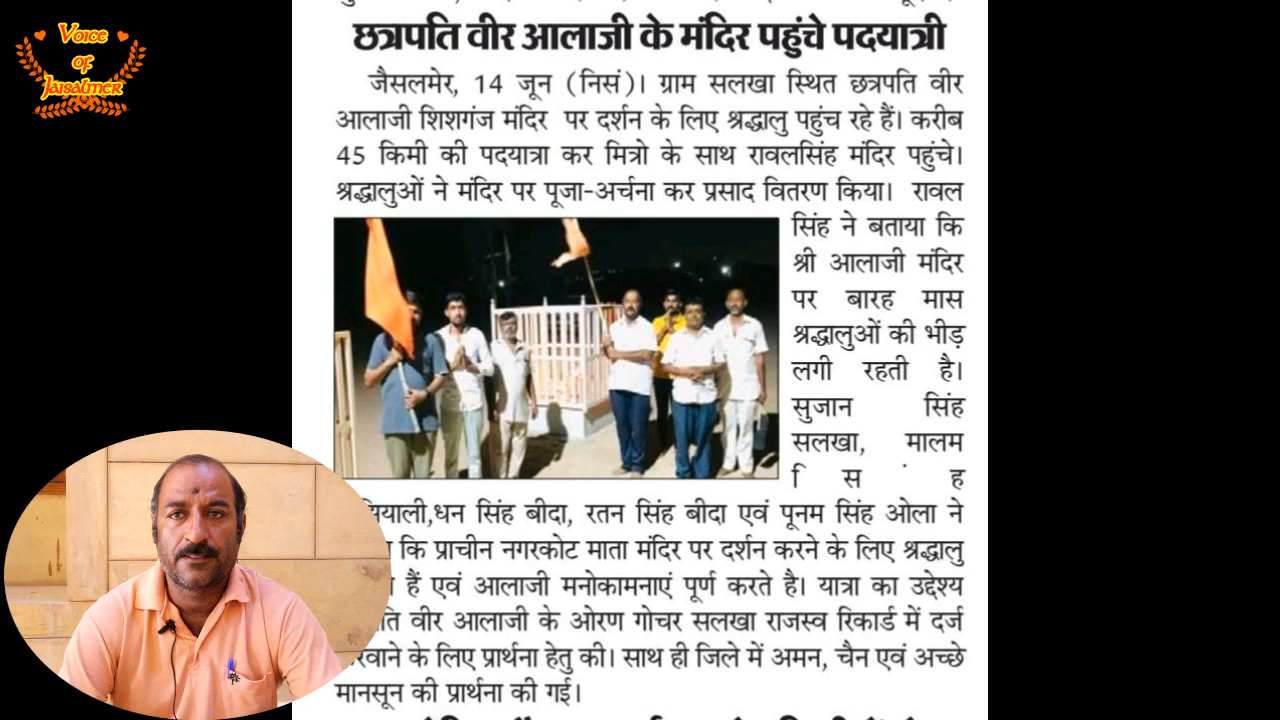 Voice
of
Jaisalmer
छत्रपति वीर आलाजी के मंदिर पहुंचे पदयात्री
जैसलमेर, 14 जून (निसं)। ग्राम सलखा स्थित छत्रपति वीर
आलाजी शिशगंज मंदिर पर दर्शन के लिए श्रद्धालु पहुंच रहे हैं। करीब
45 किमी की पदयात्रा कर मित्रो के साथ रावलसिंह मंदिर पहुंचे।
श्रद्धालुओं ने मंदिर पर पूजा-अर्चना कर प्रसाद वितरण किया। रावल
सिंह ने बताया कि
श्री आलाजी मंदिर
पर बारह मास
श्रद्धालुओं की भीड़
लगी रहती है।
सुजान सिंह
सलखा, मालम
सिंह
धन सिंह बीदा, रतन सिंह बीदा एवं पूनम सिंह ओला ने
कि प्राचीन नगरकोट माता मंदिर पर दर्शन करने के लिए श्रद्धालु
हैं एवं आलाजी मनोकामनाएं पूर्ण करते है। यात्रा का उद्देश्य
वीर आलाजी के ओरण गोचर सलखा राजस्व रिकार्ड में दर्ज
के लिए प्रार्थना हेतु की। साथ ही जिले में अमन, चैन एवं अच्छे
मानसून की प्रार्थना की गई।